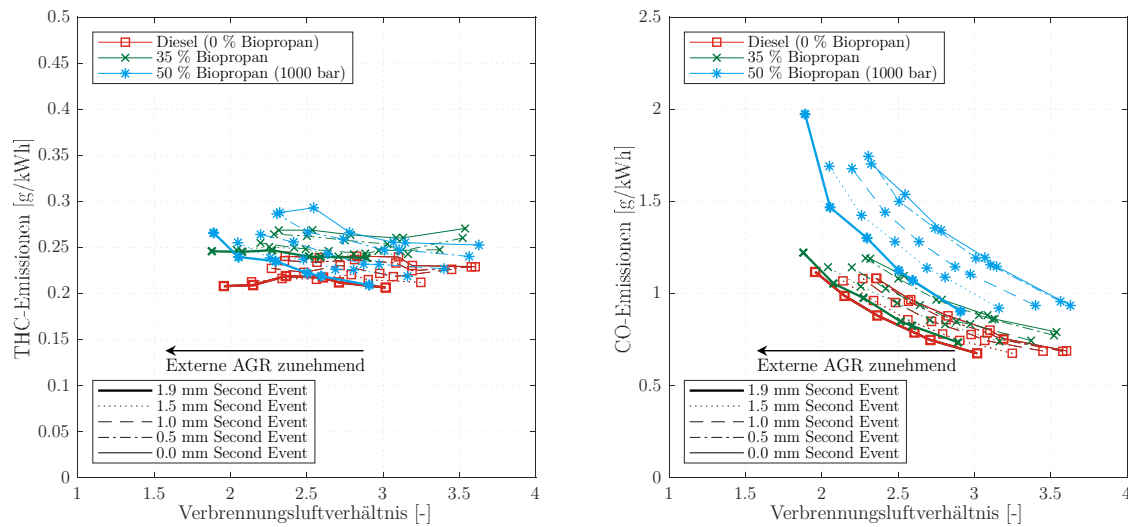 0.5
0.45
0.4
0.35
0.3
0.25
0.2
0.15
0.1
0.05
0
THC-Emissionen [g/kWh]
Diesel (0 % Biopropan)
35 % Biopropan
50 % Biopropan (1000 bar)
Externe AGR zunehmend
1.9 mm Second Event
1.5 mm Second Event
1.0 mm Second Event
0.5 mm Second Event
0.0 mm Second Event
1 1.5 2 2.5 3 3.5 4
Verbrennungsluftverhältnis [-]
2.5
2
1.5
1
0.5
0
CO-Emissionen [g/kWh]
Diesel (0 % Biopropan)
35 % Biopropan
50 % Biopropan (1000 bar)
Externe AGR zunehmend
1.9 mm Second Event
1.5 mm Second Event
1.0 mm Second Event
0.5 mm Second Event
0.0 mm Second Event
1 1.5 2 2.5 3 3.5 4
Verbrennungsluftverhältnis [-]